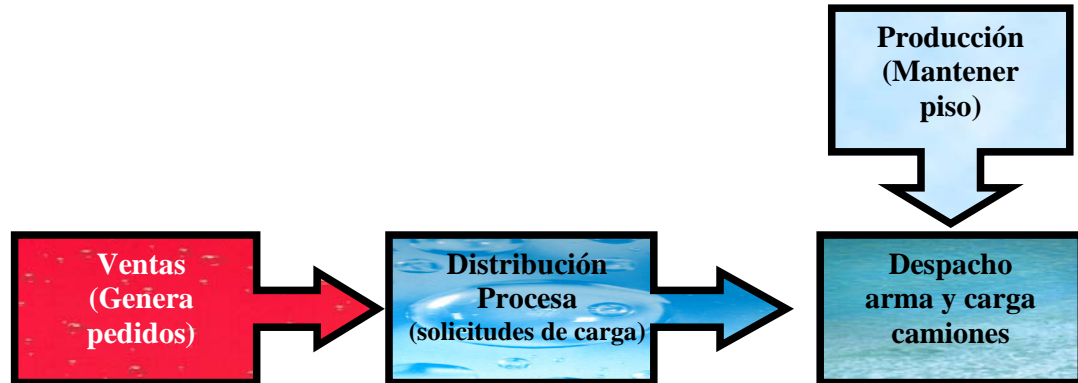 Producción
(Mantener
piso)
Ventas
(Genera
pedidos)
Distribución
Procesa
(solicitudes de carga)
Despacho
arma y carga
camiones